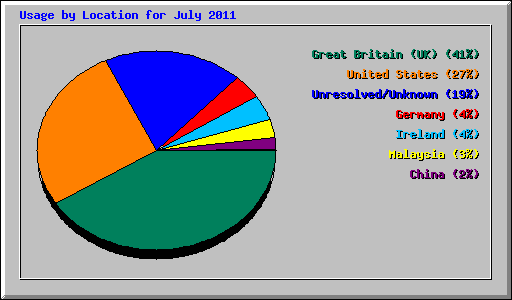 Usage by Location for July 2011
Great Britain (UK) (41%)
United States (27%)
Unresolved/Unknown (19%)
Germany (4%)
Ireland (4%)
Malaysia (3%)
China (2%)